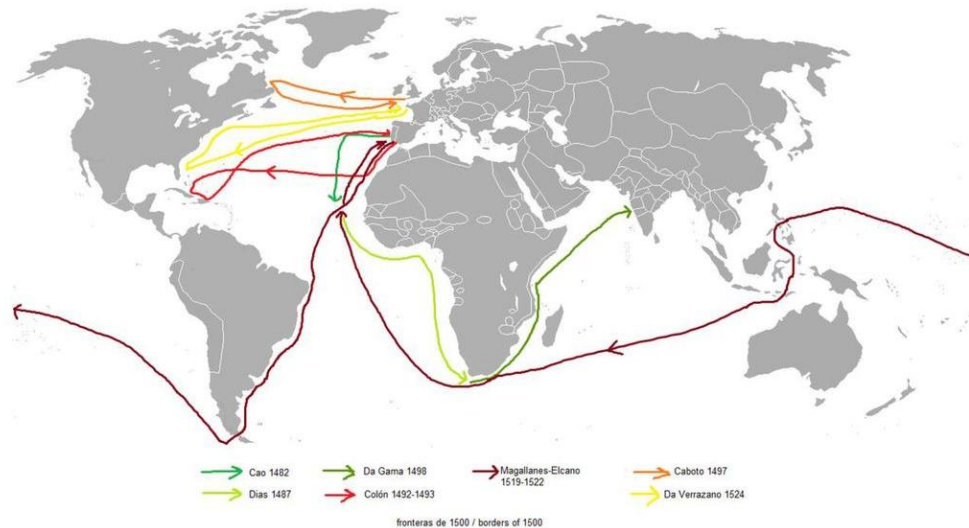 Cao 1482
Da Gama 1498
Magallanes-Elcano
1519-1522
Caboto 1497
Dias 1487
Colón 1492-1493
Da Verrazano 1524
fronteras de 1500 / borders of 1500